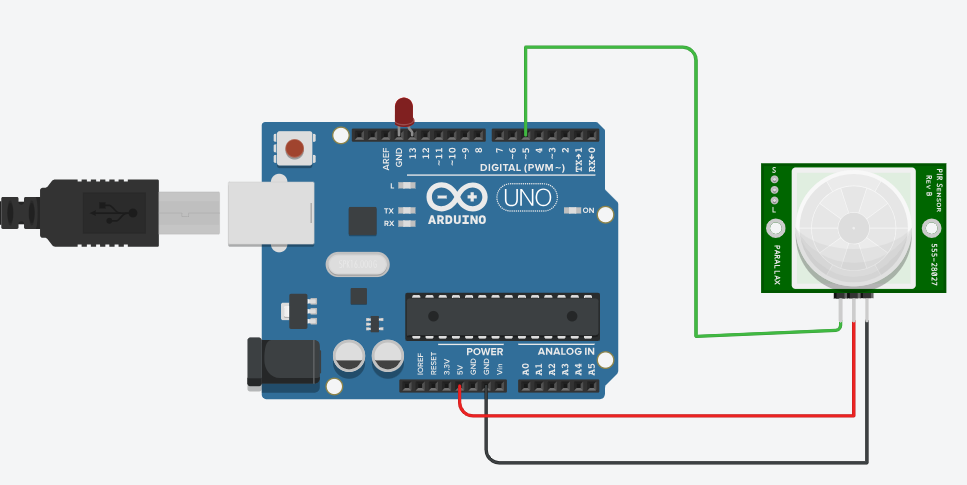 AREF
GND
13
12
~11
~10
~9
8
7
~6
~5
4
~3
2
TX→1
RX←0
DIGITAL (PWM~)
L
TX
RX
ARDUINO
UNO
ON
POWER
ANALOG IN
IOREF
RESET
3.3V
5V
GND
GND
Vin
A0
A1
A2
A3
A4
A5
S
L
PARALLAX
PIR SENSOR
REV B
555-28027